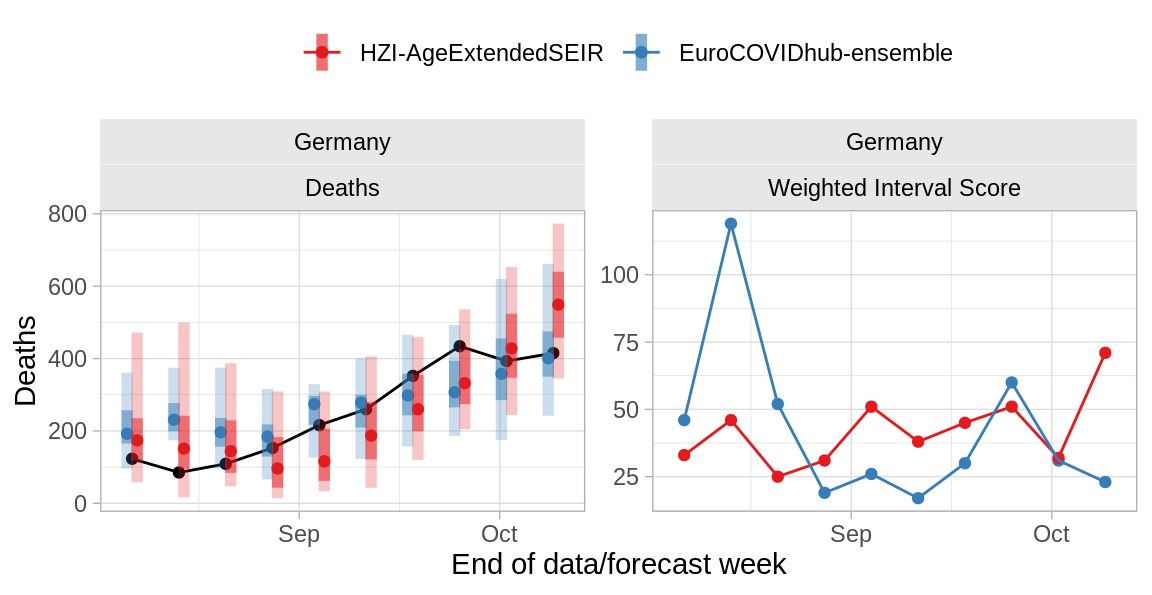 HZI-AgeExtendedSEIR EuroCOVIDhub-ensemble
Germany
Deaths
Germany
Weighted Interval Score
Deaths
800
600
400
200
0
100
75
50
25
Sep
Oct
Sep
Oct
End of data/forecast week